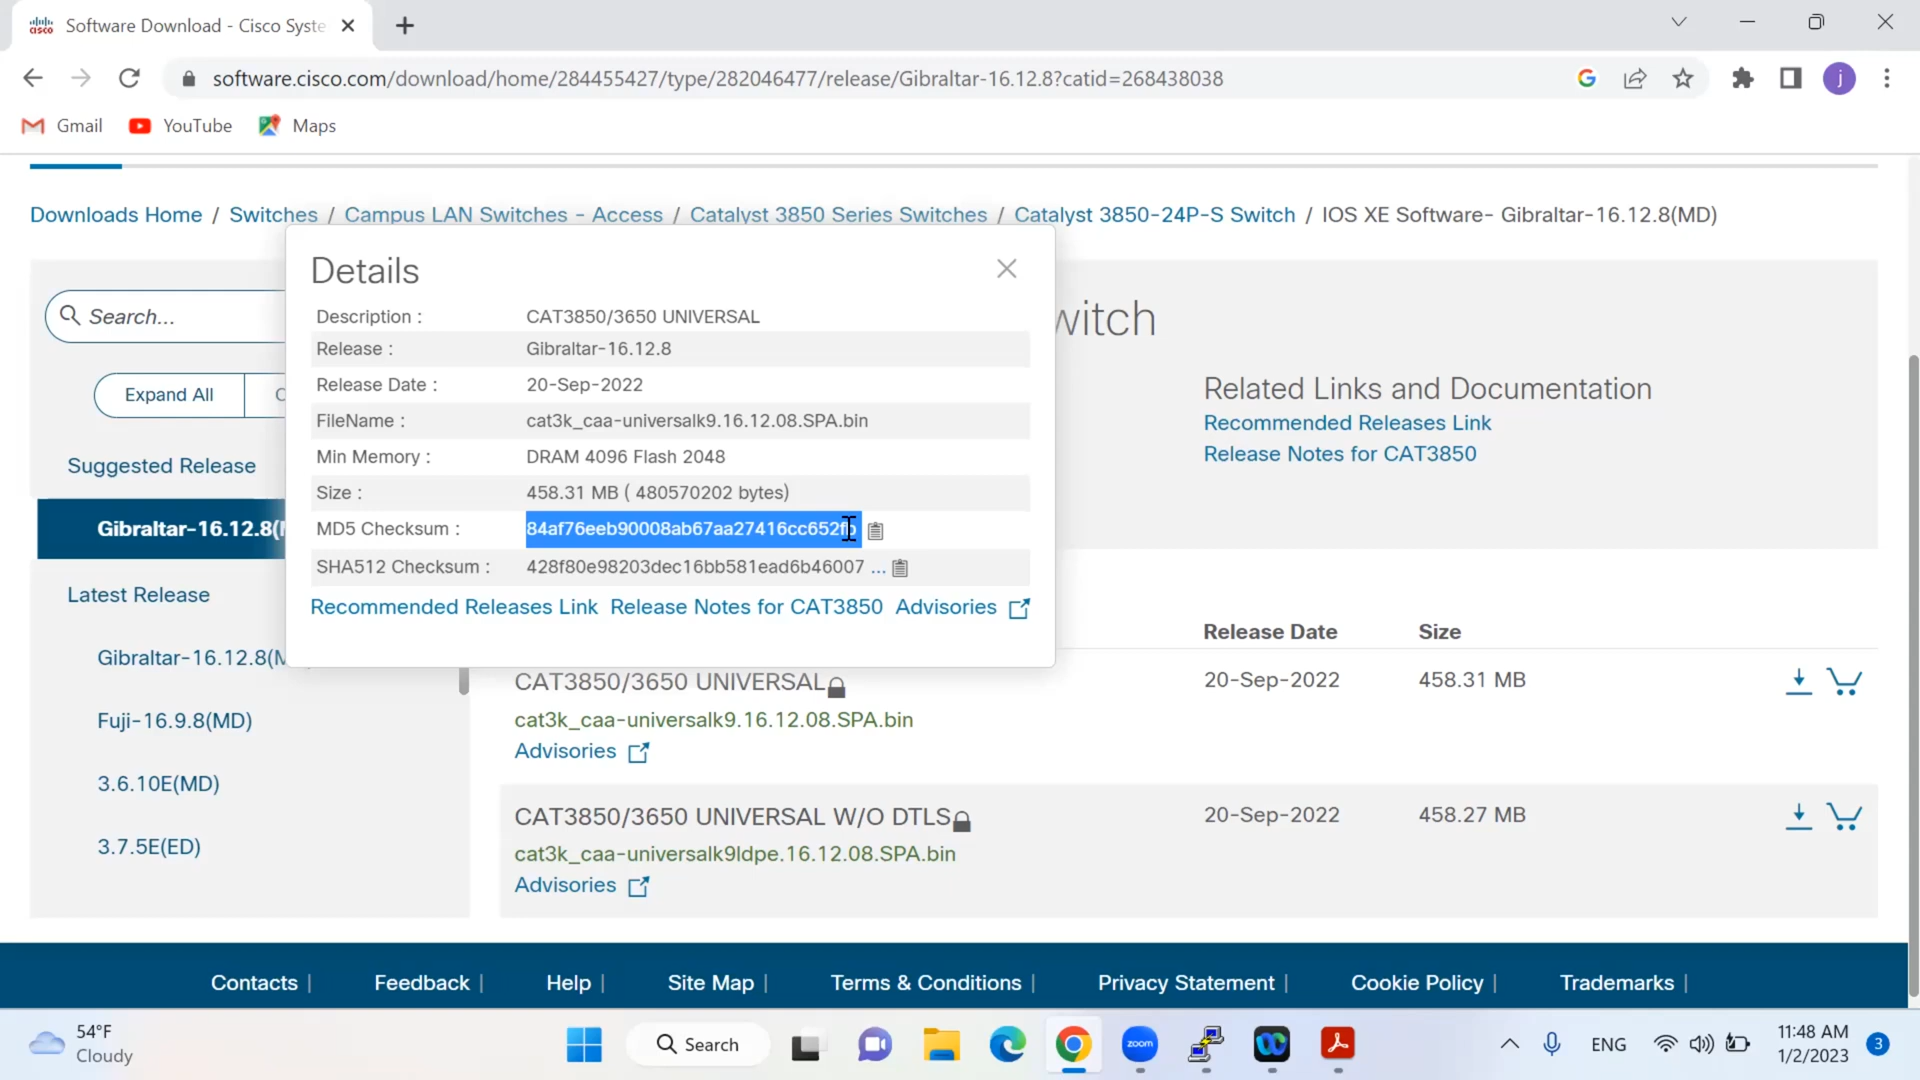 Software Download - Cisco Syste
software.cisco.com/download/home/284455427/type/282046477/release/Gibraltar-16.12.8?catid=268438038
j
Gmail
YouTube
Maps
Downloads Home / Switches / Campus LAN Switches - Access / Catalyst 3850 Series Switches / Catalyst 3850-24P-S Switch / IOS XE Software- Gibraltar-16.12.8(MD)
Search...
Expand All
Suggested Release
Gibraltar-16.12.8(
Latest Release
Gibraltar-16.12.8(M
Fuji-16.9.8(MD)
3.6.10E(MD)
3.7.5E(ED)
Details
Description : CAT3850/3650 UNIVERSAL
Release : Gibraltar-16.12.8
Release Date : 20-Sep-2022
FileName : cat3k_caa-universalk9.16.12.08.SPA.bin
Min Memory : DRAM 4096 Flash 2048
Size : 458.31 MB ( 480570202 bytes)
MD5 Checksum :
SHA512 Checksum : 428f80e98203dec16bb581ead6b46007 ...
Recommended Releases Link Release Notes for CAT3850 Advisories
witch
Related Links and Documentation
Recommended Releases Link
Release Notes for CAT3850
Release Date Size
CAT3850/3650 UNIVERSAL 20-Sep-2022 458.31 MB
cat3k_caa-universalk9.16.12.08.SPA.bin
Advisories
CAT3850/3650 UNIVERSAL W/O DTLS 20-Sep-2022 458.27 MB
cat3k_caa-universalk9ldpe.16.12.08.SPA.bin
Advisories
Contacts | Feedback | Help | Site Map | Terms & Conditions | Privacy Statement | Cookie Policy | Trademarks |
54°F
Cloudy
Search
zoom
ENG
11:48 AM
1/2/2023
3